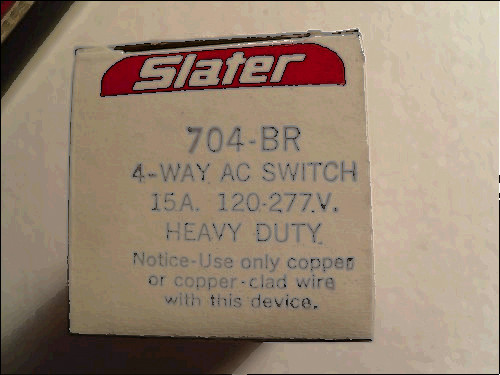 Slater
704-BR
4-WAY AC SWITCH
15A. 120-277.V.
HEAVY DUTY
Notice-Use only copper
or copper-clad wire
with this device.